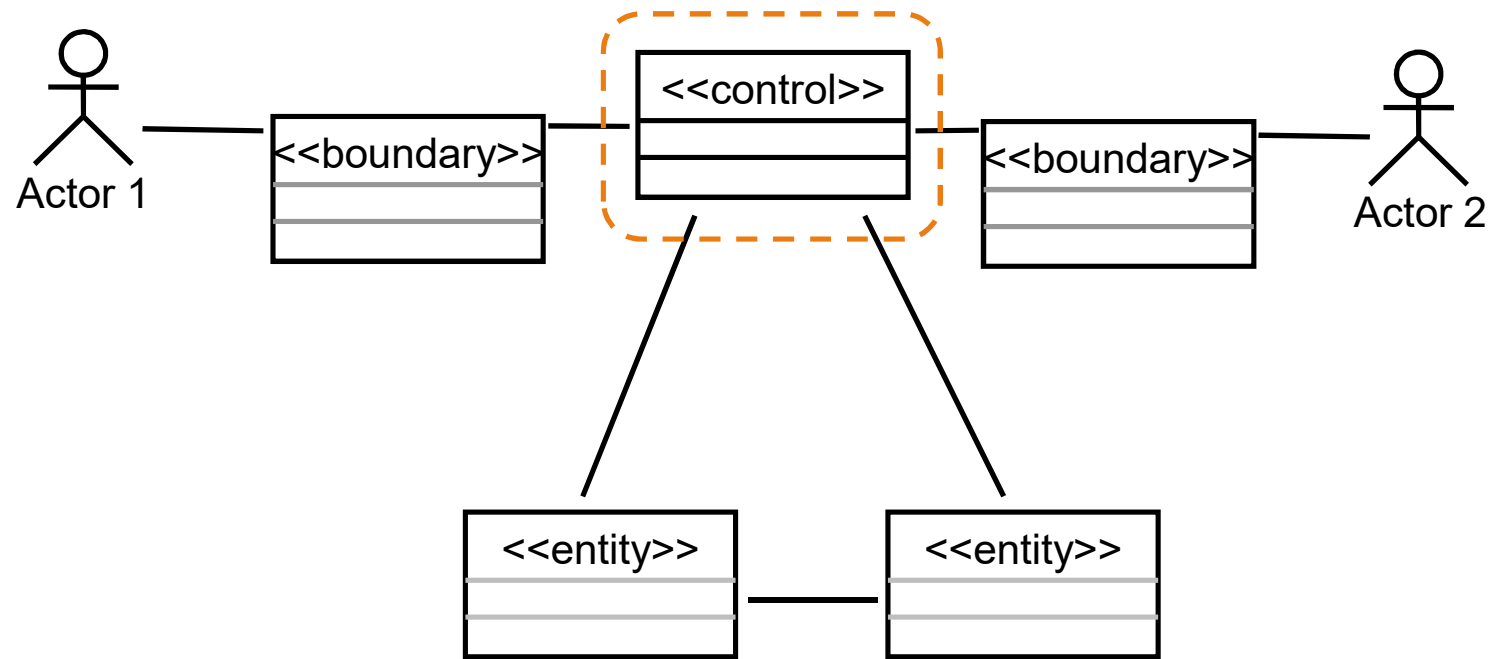 <<control>>
<<boundary>>
<<boundary>>
Actor 1
Actor 2
<<entity>>
<<entity>>